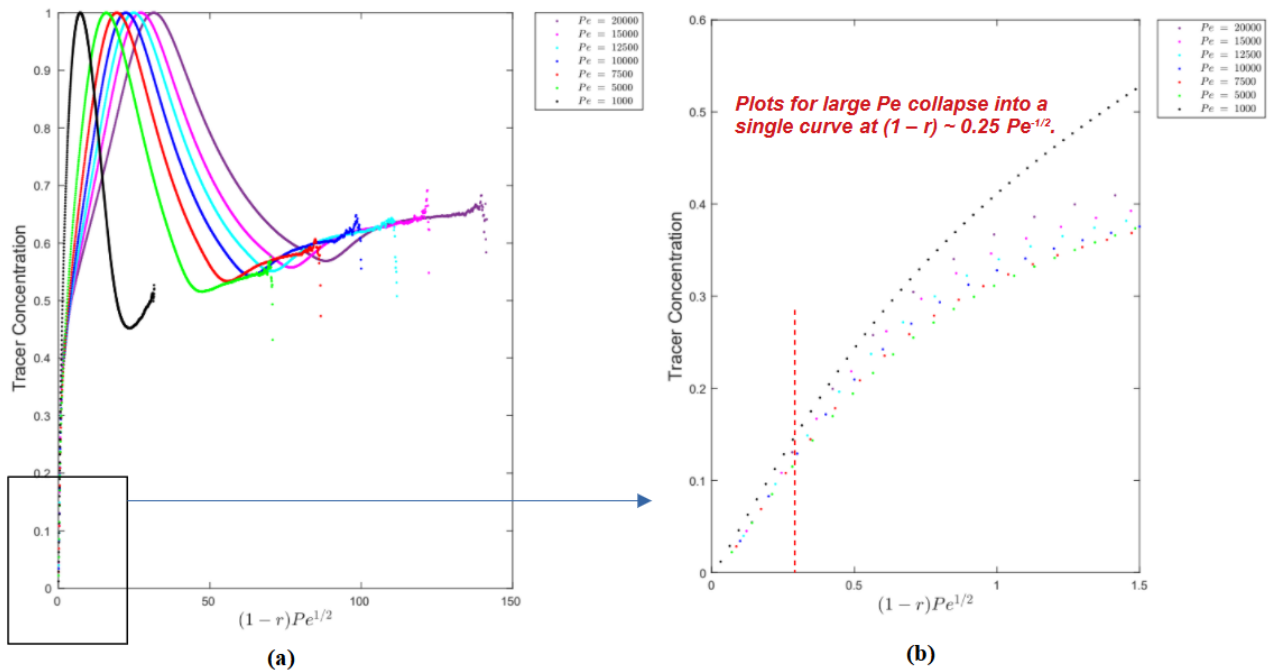 1
0.9
0.8
0.7
0.6
0.5
0.4
0.3
0.2
0.1
0
0
50
100
150
Tracer Concentration
(1 − r)Pe^{1/2}
Pe = 20000
Pe = 15000
Pe = 12500
Pe = 10000
Pe = 7500
Pe = 5000
Pe = 1000
(a)
0.6
0.5
0.4
0.3
0.2
0.1
0
0
0.5
1
1.5
Tracer Concentration
(1 − r)Pe^{1/2}
Plots for large Pe collapse into a
single curve at (1 – r) ~ 0.25 Pe^{-1/2}.
Pe = 20000
Pe = 15000
Pe = 12500
Pe = 10000
Pe = 7500
Pe = 5000
Pe = 1000
(b)